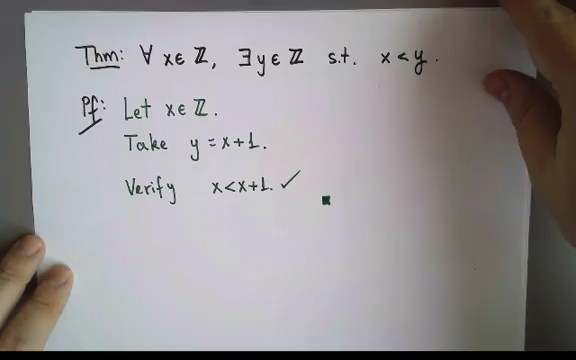 Thm: ∀ x∈ℤ, ∃y∈ℤ s.t. x<y.
Pf: Let x∈ℤ.
Take y=x+1.
Verify x<x+1. ✓ ■